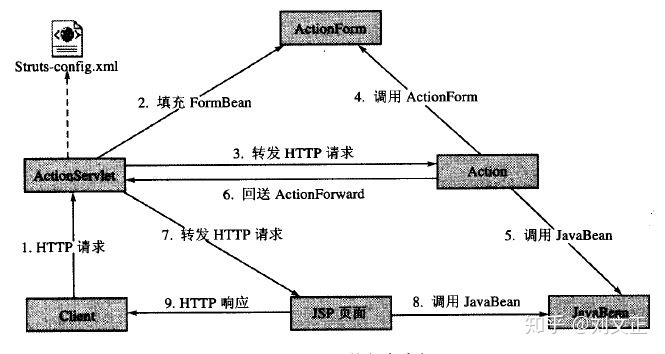 ActionForm
Struts-config.xml
2. 填充 FormBean
4. 调用 ActionForm
3. 转发 HTTP 请求
ActionServlet
Action
6. 回送 ActionForward
1. HTTP 请求
7. 转发 HTTP 请求
5. 调用 JavaBean
9. HTTP 响应
8. 调用 JavaBean
Client
JSP 页面
JavaBean
知乎 @刘文正